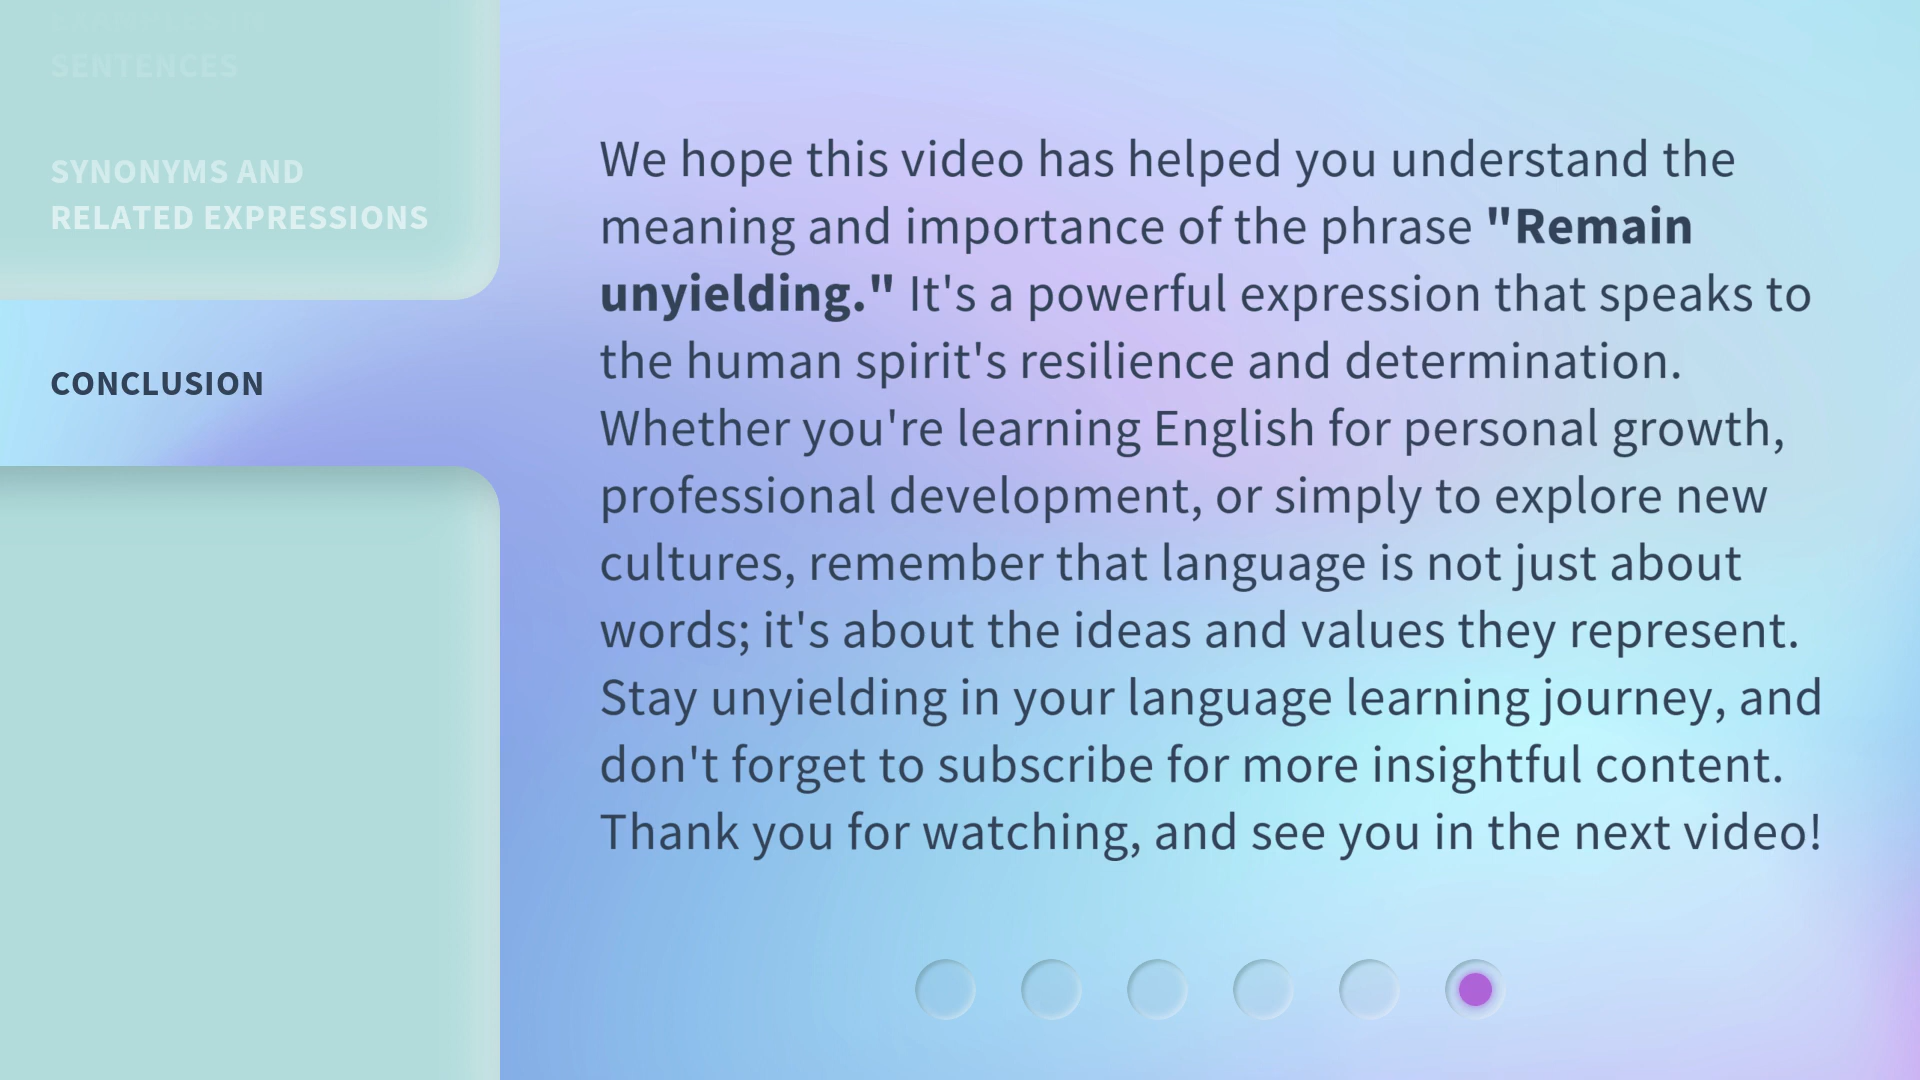 EXAMPLES IN
SENTENCES
SYNONYMS AND
RELATED EXPRESSIONS
CONCLUSION
We hope this video has helped you understand the
meaning and importance of the phrase "Remain
unyielding." It's a powerful expression that speaks to
the human spirit's resilience and determination.
Whether you're learning English for personal growth,
professional development, or simply to explore new
cultures, remember that language is not just about
words; it's about the ideas and values they represent.
Stay unyielding in your language learning journey, and
don't forget to subscribe for more insightful content.
Thank you for watching, and see you in the next video!